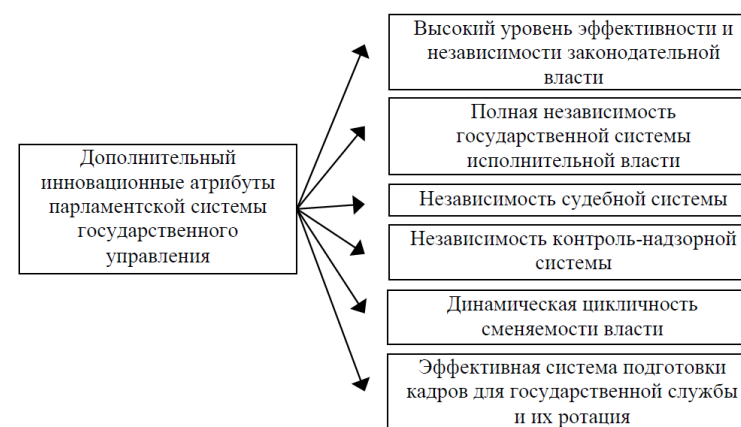 Дополнительный
инновационные атрибуты
парламентской системы
государственного
управления
Высокий уровень эффективности и
независимости законодательной
власти
Полная независимость
государственной системы
исполнительной власти
Независимость судебной системы
Независимость контроль-надзорной
системы
Динамическая цикличность
сменяемости власти
Эффективная система подготовки
кадров для государственной службы
и их ротация